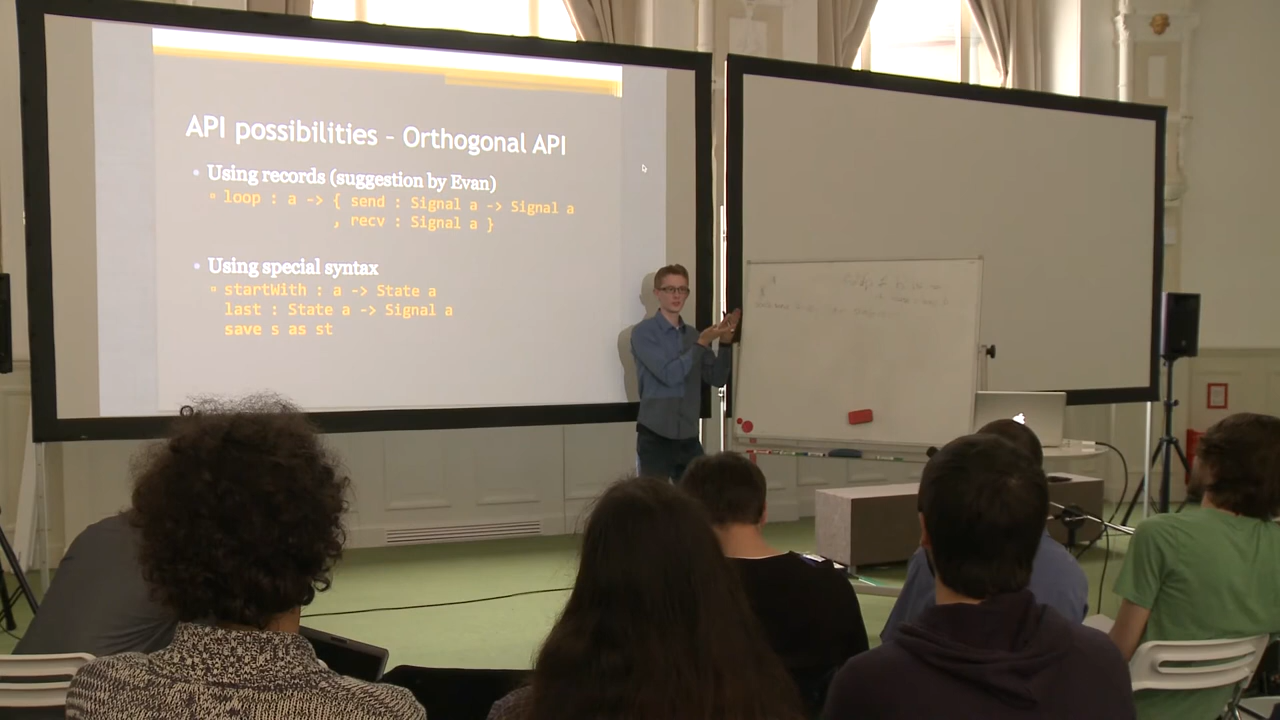 API possibilities – Orthogonal API
• Using records (suggestion by Evan)
▫ loop : a -> { send : Signal a -> Signal a
, recv : Signal a }
• Using special syntax
▫ startWith : a -> State a
last : State a -> Signal a
save s as st